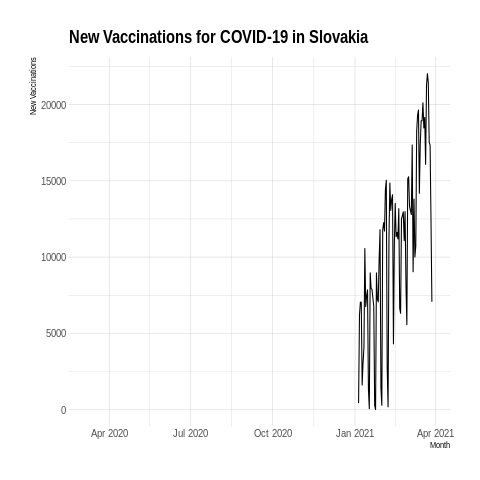 New Vaccinations for COVID-19 in Slovakia
New Vaccinations
20000
15000
10000
5000
0
Apr 2020 Jul 2020 Oct 2020 Jan 2021 Apr 2021
Month